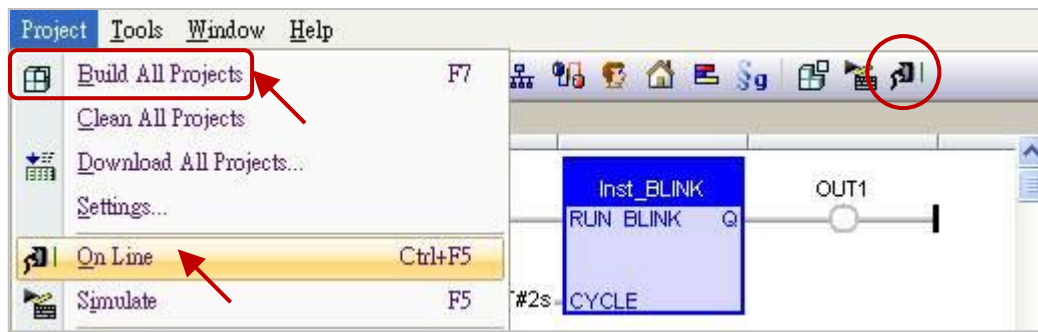 Project Tools Window Help
Build All Projects F7
Clean All Projects
Download All Projects...
Settings...
On Line Ctrl+F5
Simulate F5
§g
Inst_BLINK OUT1
RUN BLINK Q
#2s CYCLE